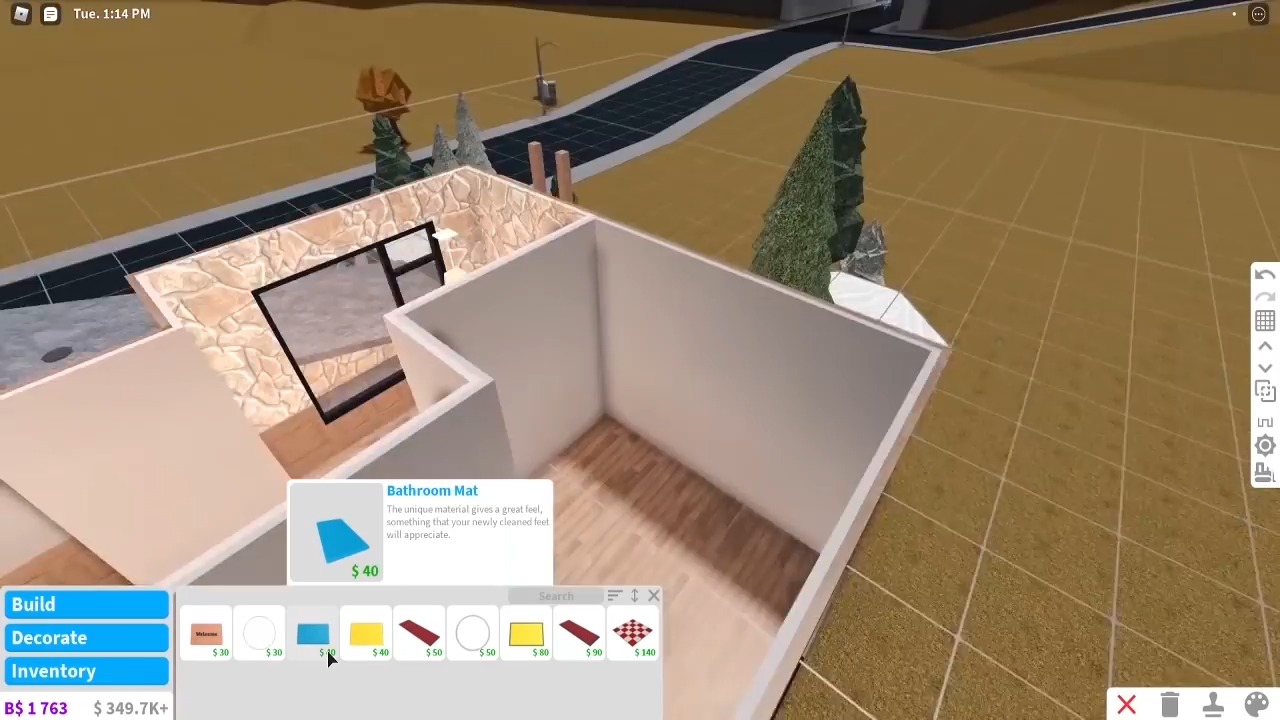 Tue. 1:14 PM
Bathroom Mat
The unique material gives a great feel,
something that your newly cleaned feet
will appreciate.
$ 40
Build
Search
Decorate
Welcome
$ 30
$ 30
$ 40
$ 50
$ 50
$ 80
$ 90
$ 140
Inventory
B$ 1 763
$ 349.7K+